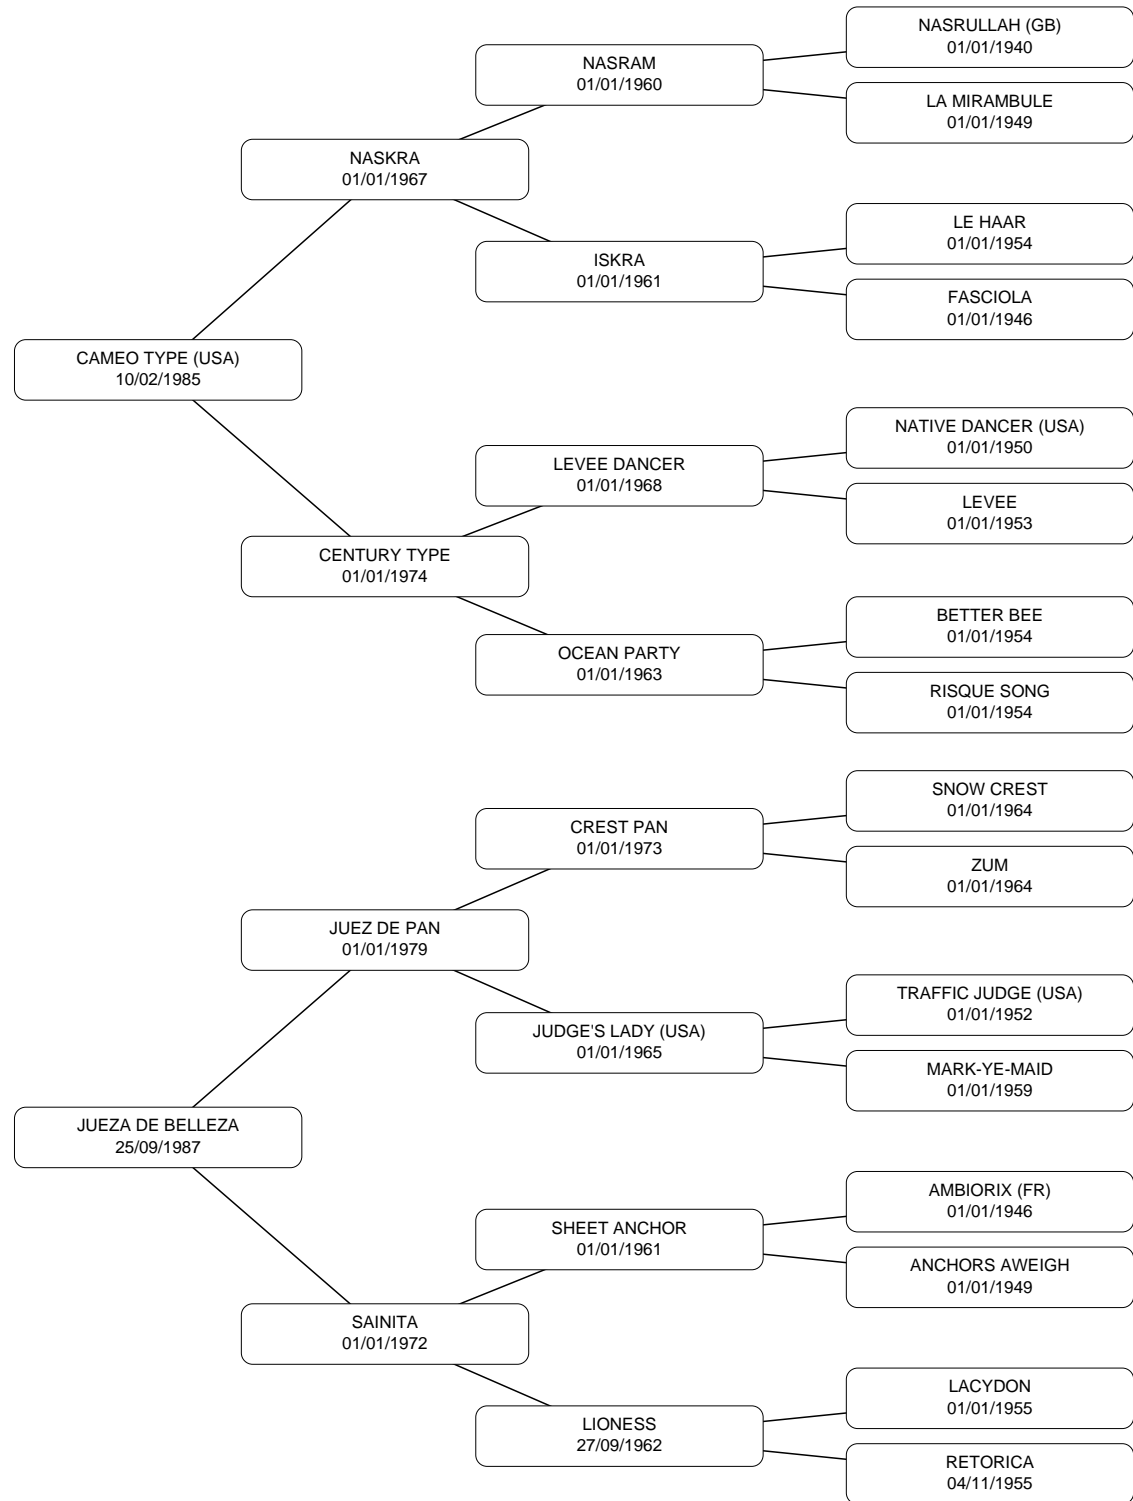 NASRULLAH (GB)
01/01/1940
NASRAM
01/01/1960
LA MIRAMBULE
01/01/1949
NASKRA
01/01/1967
LE HAAR
01/01/1954
ISKRA
01/01/1961
FASCIOLA
01/01/1946
CAMEO TYPE (USA)
10/02/1985
NATIVE DANCER (USA)
01/01/1950
LEVEE DANCER
01/01/1968
LEVEE
01/01/1953
CENTURY TYPE
01/01/1974
BETTER BEE
01/01/1954
OCEAN PARTY
01/01/1963
RISQUE SONG
01/01/1954
SNOW CREST
01/01/1964
CREST PAN
01/01/1973
ZUM
01/01/1964
JUEZ DE PAN
01/01/1979
TRAFFIC JUDGE (USA)
01/01/1952
JUDGE'S LADY (USA)
01/01/1965
MARK-YE-MAID
01/01/1959
JUEZA DE BELLEZA
25/09/1987
AMBIORIX (FR)
01/01/1946
SHEET ANCHOR
01/01/1961
ANCHORS AWEIGH
01/01/1949
SAINITA
01/01/1972
LACYDON
01/01/1955
LIONESS
27/09/1962
RETORICA
04/11/1955